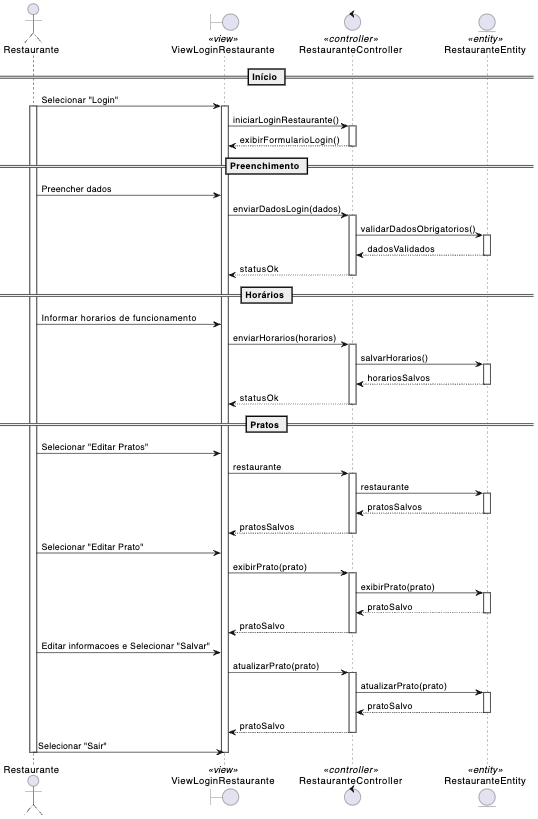 Restaurante
«view»
ViewLoginRestaurante
«controller»
RestauranteController
«entity»
RestauranteEntity
Início
Selecionar "Login"
iniciarLoginRestaurante()
exibirFormularioLogin()
Preenchimento
Preencher dados
enviarDadosLogin(dados)
validarDadosObrigatorios()
dadosValidados
statusOk
Horários
Informar horarios de funcionamento
enviarHorarios(horarios)
salvarHorarios()
horariosSalvos
statusOk
Pratos
Selecionar "Editar Pratos"
restaurante
restaurante
pratosSalvos
pratosSalvos
Selecionar "Editar Prato"
exibirPrato(prato)
exibirPrato(prato)
pratoSalvo
pratoSalvo
Editar informacoes e Selecionar "Salvar"
atualizarPrato(prato)
atualizarPrato(prato)
pratoSalvo
pratoSalvo
Selecionar "Sair"
Restaurante
«view»
ViewLoginRestaurante
«controller»
RestauranteController
«entity»
RestauranteEntity